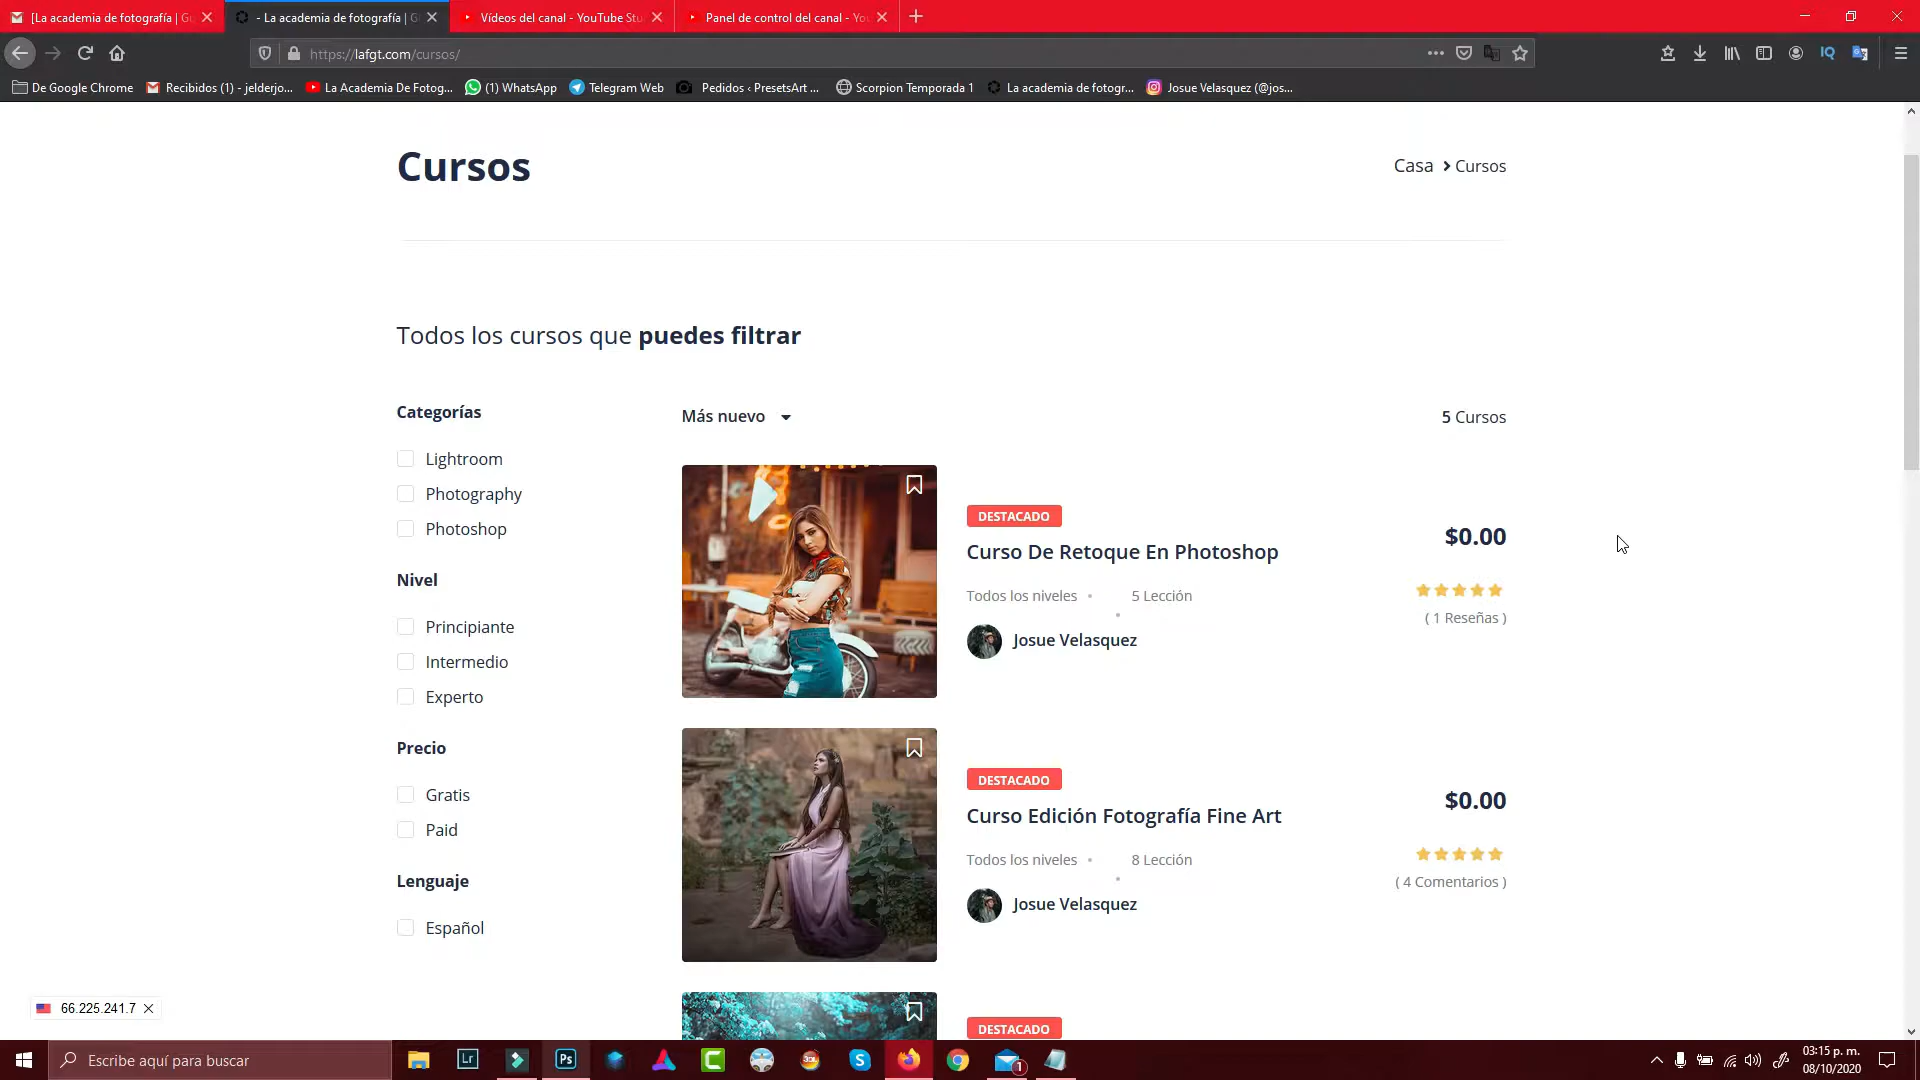 [La academia de fotografía | Gu
- La academia de fotografía | G
Vídeos del canal - YouTube Stu
Panel de control del canal - You
https://lafgt.com/cursos/
De Google Chrome
Recibidos (1) - jelderjo...
La Academia De Fotog...
(1) WhatsApp
Telegram Web
Pedidos ‹ PresetsArt ...
Scorpion Temporada 1
La academia de fotogr...
Josue Velasquez (@jos...
Cursos
Casa > Cursos
Todos los cursos que puedes filtrar
Categorías
Lightroom
Photography
Photoshop
Nivel
Principiante
Intermedio
Experto
Precio
Gratis
Paid
Lenguaje
Español
Más nuevo
5 Cursos
DESTACADO
Curso De Retoque En Photoshop
Todos los niveles • 5 Lección
•
Josue Velasquez
$0.00
( 1 Reseñas )
DESTACADO
Curso Edición Fotografía Fine Art
Todos los niveles • 8 Lección
•
Josue Velasquez
$0.00
( 4 Comentarios )
DESTACADO
66.225.241.7
Escribe aquí para buscar
Lr
Ps
1
03:15 p. m.
08/10/2020